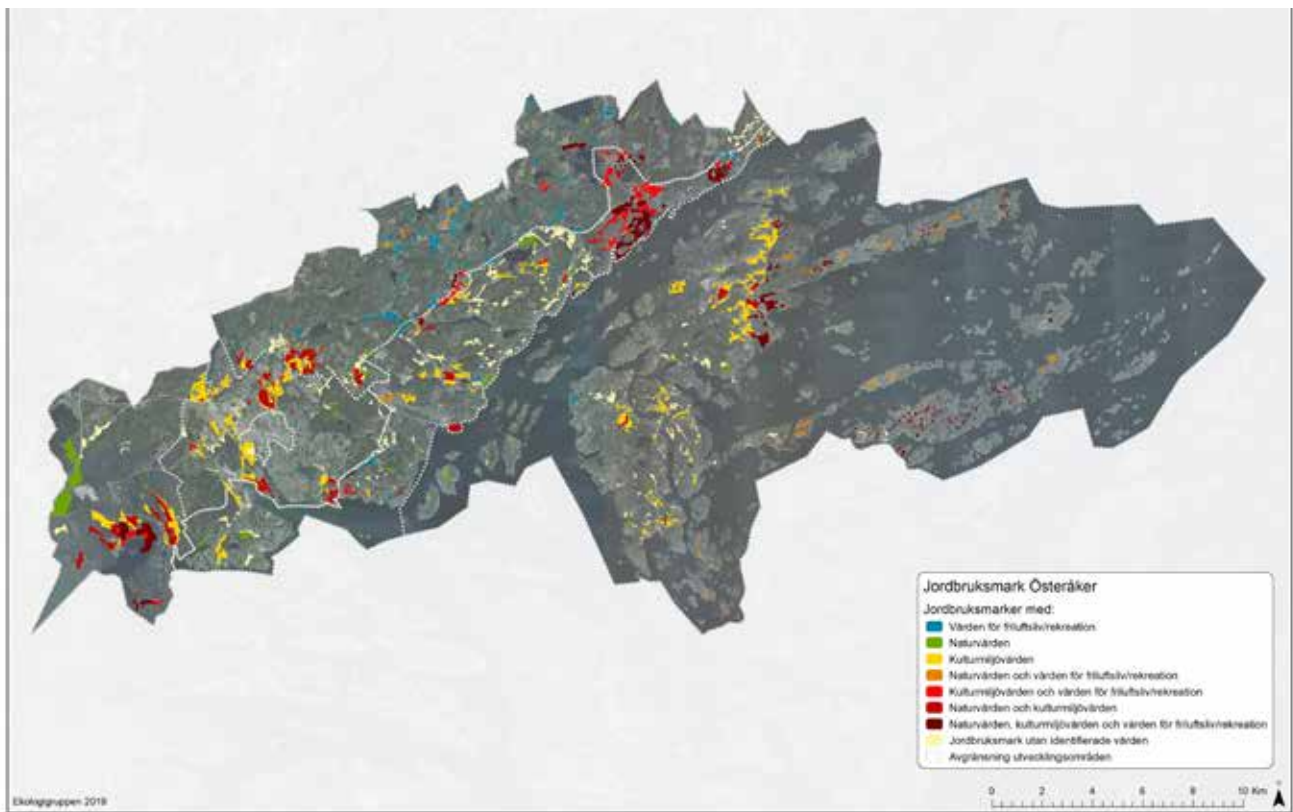 Jordbruksmark Österåker
Jordbruksmarker med:
Värden för friluftsliv/rekreation
Naturvärden
Kulturmiljövärden
Naturvärden och värden för friluftsliv/rekreation
Kulturmiljövärden och värden för friluftsliv/rekreation
Naturvärden och kulturmiljövärden
Naturvärden, kulturmiljövärden och värden för friluftsliv/rekreation
Jordbruksmark utan identifierade värden
Avgränsning utvecklingsområden
Ekologigruppen 2018
0 2 4 6 8 10 Km